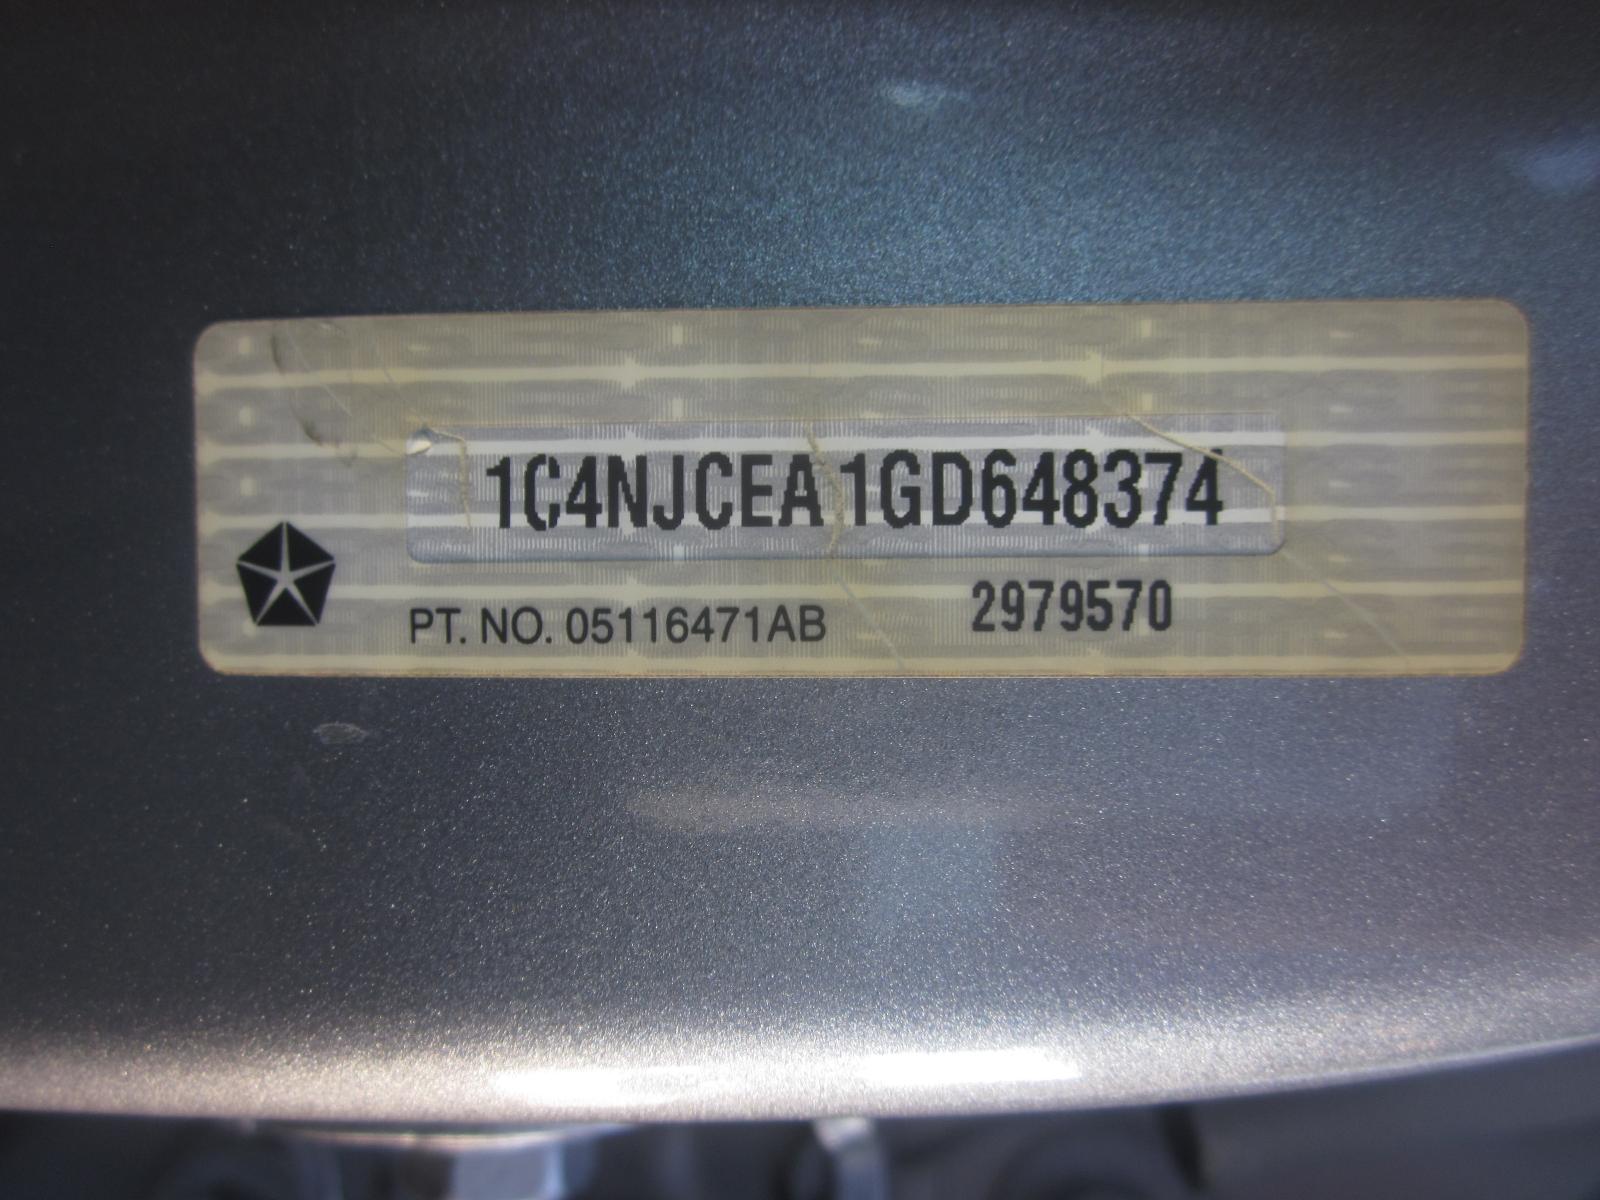 1C4NJCEA1GD648374
PT. NO. 05116471AB 2979570